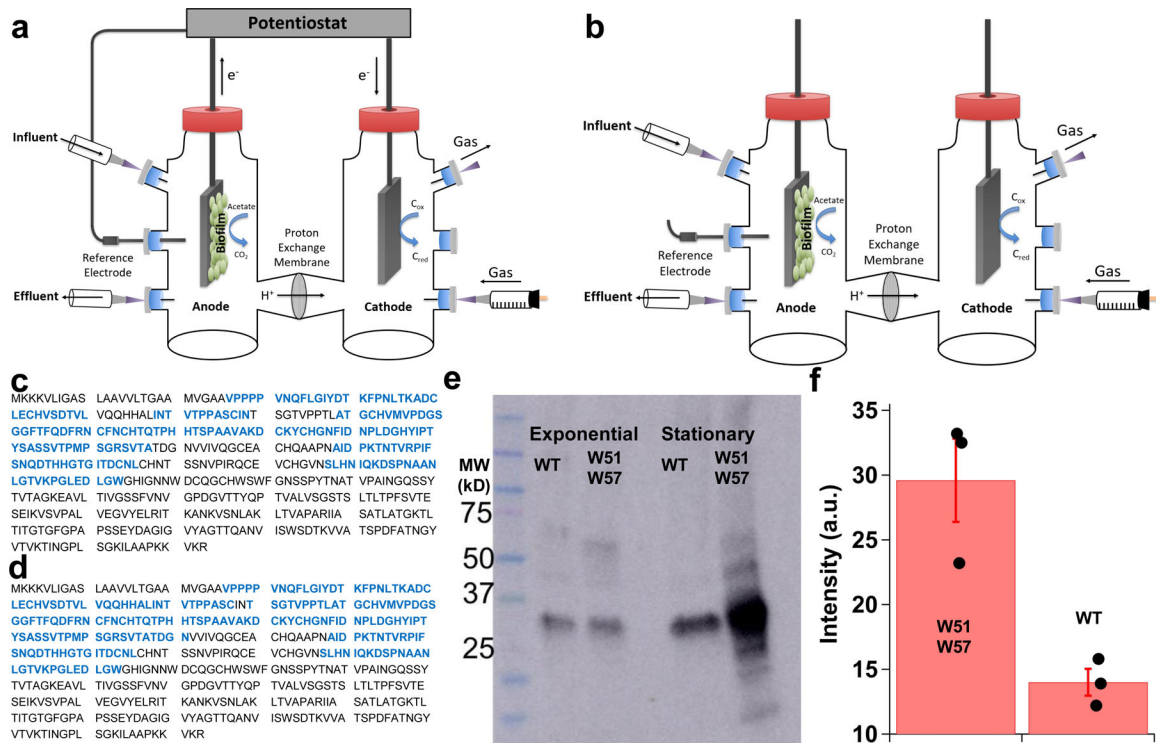 a
Potentiostat
e-
e-
Influent
Gas
Acetate
Biofilm
CO2
Cox
Cred
Reference
Electrode
Proton
Exchange
Membrane
Gas
Effluent
Anode
H+
Cathode
b
Influent
Gas
Acetate
Biofilm
CO2
Cox
Cred
Reference
Electrode
Proton
Exchange
Membrane
Gas
Effluent
Anode
H+
Cathode
c
MKKKVLIGAS LAAVVLTGAA MVGAAVPPPP VNQFLGIYDT KFPNLTKADC
LECHVSDTVL VQQHHALINT VTPPASCINT SGTVPPTLAT GCHVMVPDGS
GGFTFQDFRN CFNCHTQTPH HTSPAAVAKD CKYCHGNFID NPLDGHYIPT
YSASSVTPMP SGRSVTATDG NVVIVQGCEA CHQAAPNAID PKTNTVRPIF
SNQDTHHGTG ITDCNLCHNT SSNVPIRQCE VCHGVNSLHN IQKDSPNAAN
LGTVKPGLED LGWGHIGNNW DCQGCHWSWF GNSSPYTNAT VPAINGQSSY
TVTAGKEAVL TIVGSSFVNV GPDGVTTYQP TVALVSGSTS LTLTPFSVTE
SEIKVSVPAL VEGVYELRIT KANKVSNLAK LTVAPARIIA SATLATGKTL
TITGTGFGPA PSSEYDAGIG VYAGTTQANV ISWSDTKVVA TSPDFATNGY
VTVKTINGPL SGKILAAPKK VKR
d
MKKKVLIGAS LAAVVLTGAA MVGAAVPPPP VNQFLGIYDT KFPNLTKADC
LECHVSDTVL VQQHHALINT VTPPASCINT SGTVPPTLAT GCHVMVPDGS
GGFTFQDFRN CFNCHTQTPH HTSPAAVAKD CKYCHGNFID NPLDGHYIPT
YSASSVTPMP SGRSVTATDG NVVIVQGCEA CHQAAPNAID PKTNTVRPIF
SNQDTHHGTG ITDCNLCHNT SSNVPIRQCE VCHGVNSLHN IQKDSPNAAN
LGTVKPGLED LGWGHIGNNW DCQGCHWSWF GNSSPYTNAT VPAINGQSSY
TVTAGKEAVL TIVGSSFVNV GPDGVTTYQP TVALVSGSTS LTLTPFSVTE
SEIKVSVPAL VEGVYELRIT KANKVSNLAK LTVAPARIIA SATLATGKTL
TITGTGFGPA PSSEYDAGIG VYAGTTQANV ISWSDTKVVA TSPDFATNGY
VTVKTINGPL SGKILAAPKK VKR
e
Exponential Stationary
WT W51 WT W51
W57 W57
MW
(kD)
75
50
37
25
f
Intensity (a.u.)
35
30
25
20
15
10
W51
W57
WT